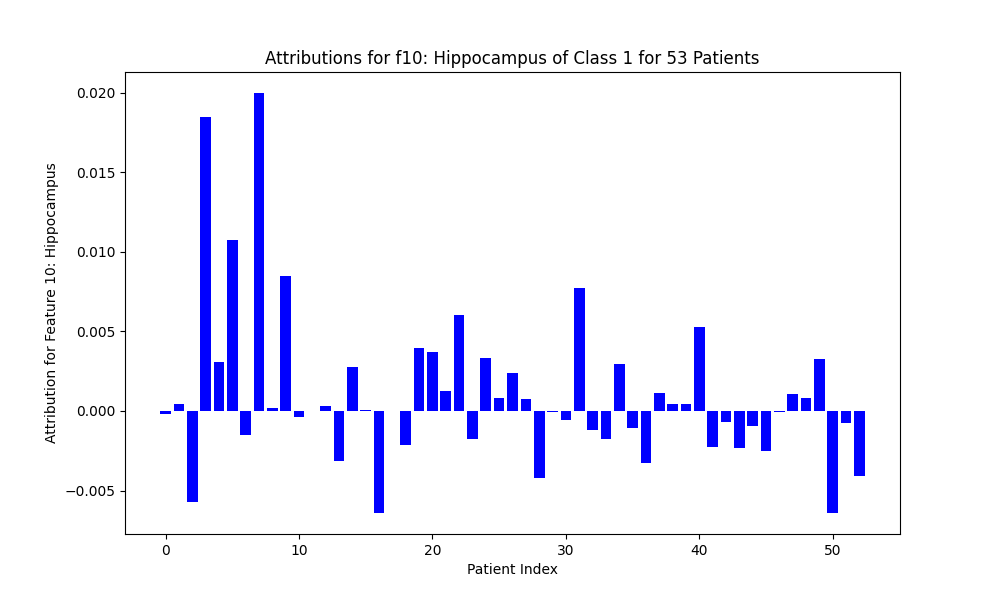 Attributions for f10: Hippocampus of Class 1 for 53 Patients
Attribution for Feature 10: Hippocampus
0.020
0.015
0.010
0.005
0.000
−0.005
0 10 20 30 40 50
Patient Index